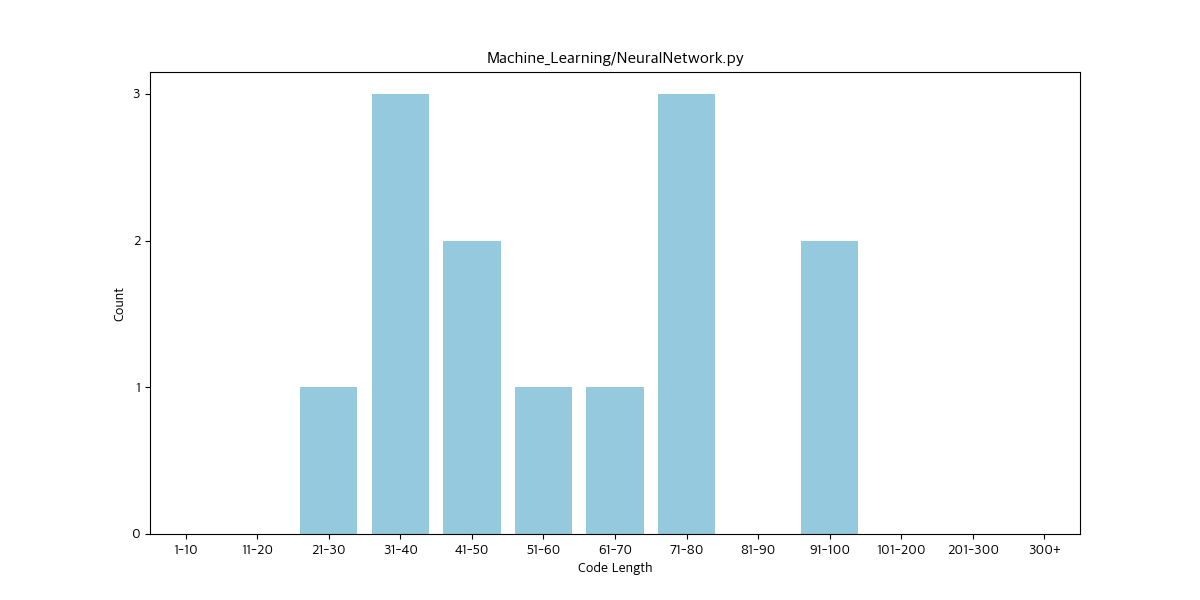 Machine_Learning/NeuralNetwork.py
Count
3
2
1
0
1-10 11-20 21-30 31-40 41-50 51-60 61-70 71-80 81-90 91-100 101-200 201-300 300+
Code Length